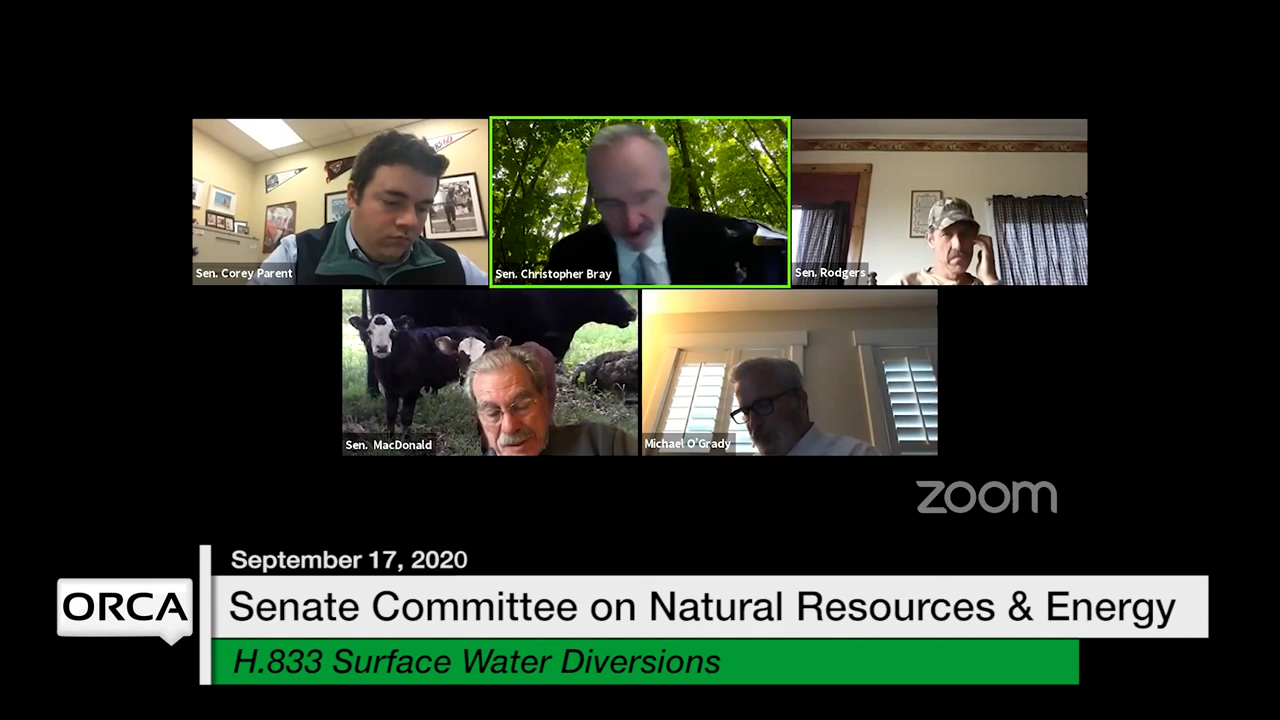 Sen. Corey Parent
Sen. Christopher Bray
Sen. Rodgers
Sen. MacDonald
Michael O'Grady
zoom
September 17, 2020
ORCA
Senate Committee on Natural Resources & Energy
H.833 Surface Water Diversions